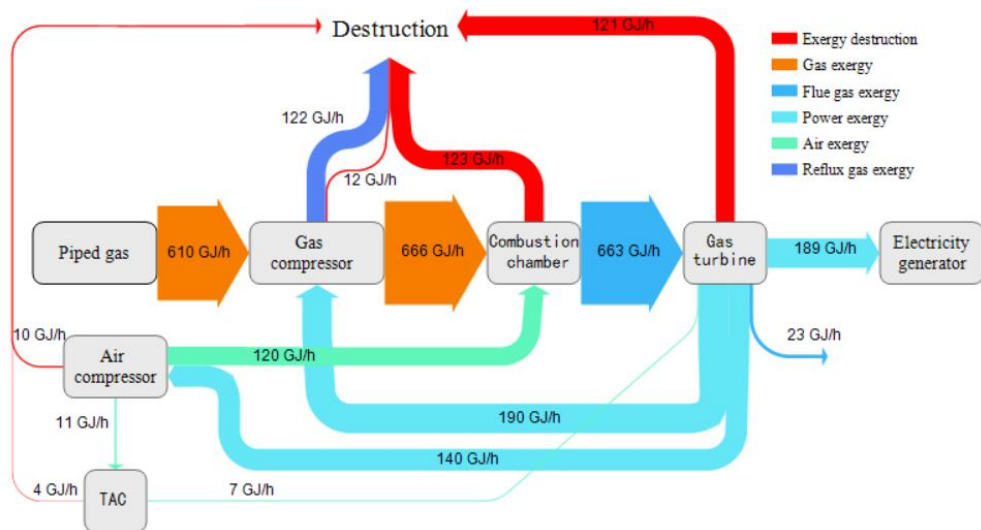 Destruction
121 GJ/h
Exergy destruction
Gas exergy
Flue gas exergy
Power exergy
Air exergy
Reflux gas exergy
122 GJ/h
12 GJ/h
123 GJ/h
Piped gas
610 GJ/h
Gas
compressor
666 GJ/h
Combustion
chamber
663 GJ/h
Gas
turbine
189 GJ/h
Electricity
generator
10 GJ/h
Air
compressor
120 GJ/h
23 GJ/h
11 GJ/h
190 GJ/h
140 GJ/h
4 GJ/h
TAC
7 GJ/h